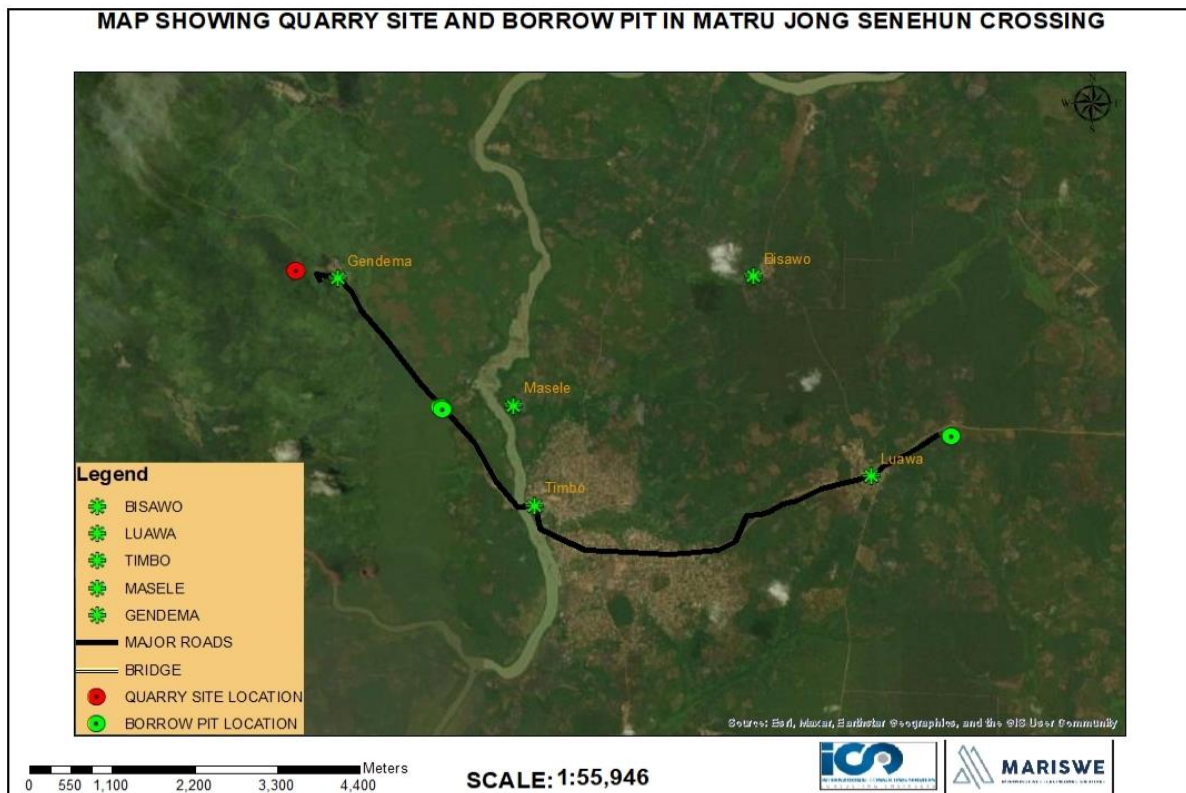 MAP SHOWING QUARRY SITE AND BORROW PIT IN MATRU JONG SENEHUN CROSSING
N
W E
S
Gendema
Bisawo
Masele
Luawa
Timbo
Legend
BISAWO
LUAWA
TIMBO
MASELE
GENDEMA
MAJOR ROADS
BRIDGE
QUARRY SITE LOCATION
BORROW PIT LOCATION
Source: Esri, Maxar, Earthstar Geographics, and the GIS User Community
Meters
0 550 1,100 2,200 3,300 4,400
SCALE: 1:55,946
ics
MARISWE